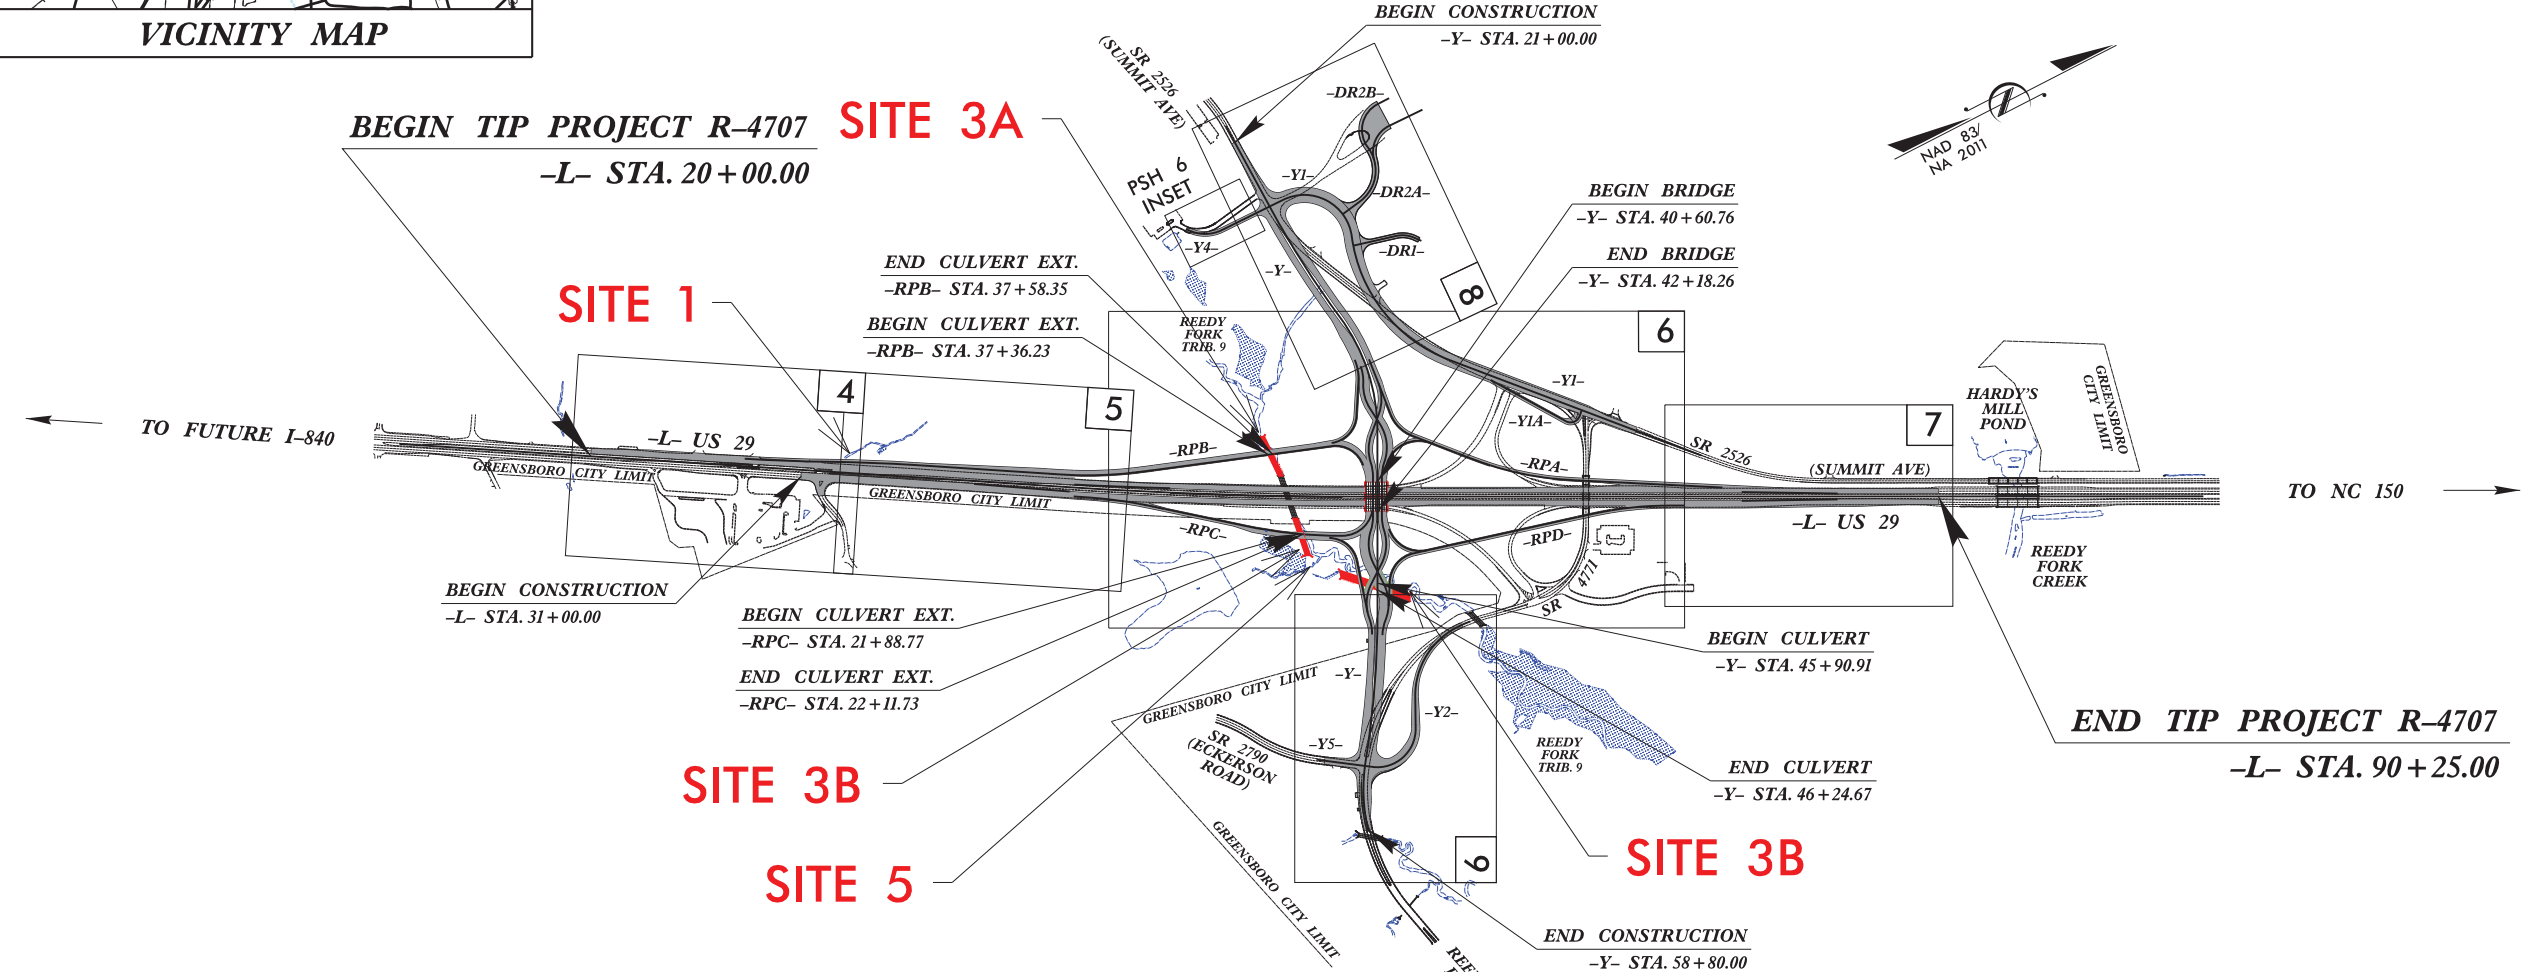 VICINITY MAP
BEGIN CONSTRUCTION
–Y– STA. 21+00.00
SR 2526
(SUMMIT AVE)
NAD 83/
NA 2011
BEGIN TIP PROJECT R–4707
–L– STA. 20+00.00
SITE 3A
–DR2B–
PSH 6
INSET
–Y1–
–DR2A–
–Y4–
–DR1–
–Y–
8
BEGIN BRIDGE
–Y– STA. 40+60.76
END BRIDGE
–Y– STA. 42+18.26
END CULVERT EXT.
–RPB– STA. 37+58.35
BEGIN CULVERT EXT.
–RPB– STA. 37+36.23
SITE 1
REEDY
FORK
TRIB. 9
6
4
5
7
–Y1–
–Y1A–
HARDY'S
MILL
POND
GREENSBORO
CITY LIMIT
TO FUTURE I–840
–L– US 29
GREENSBORO CITY LIMIT
GREENSBORO CITY LIMIT
–RPB–
–RPA–
SR 2526
(SUMMIT AVE)
TO NC 150
–RPC–
–RPD–
–L– US 29
SR 4771
REEDY
FORK
CREEK
BEGIN CONSTRUCTION
–L– STA. 31+00.00
BEGIN CULVERT EXT.
–RPC– STA. 21+88.77
END CULVERT EXT.
–RPC– STA. 22+11.73
BEGIN CULVERT
–Y– STA. 45+90.91
GREENSBORO CITY LIMIT
–Y–
–Y2–
–Y5–
SR 2790
(ECKERSON
ROAD)
REEDY
FORK
TRIB. 9
END TIP PROJECT R–4707
–L– STA. 90+25.00
END CULVERT
–Y– STA. 46+24.67
SITE 3B
SITE 5
GREENSBORO CITY LIMIT
9
SITE 3B
END CONSTRUCTION
–Y– STA. 58+80.00